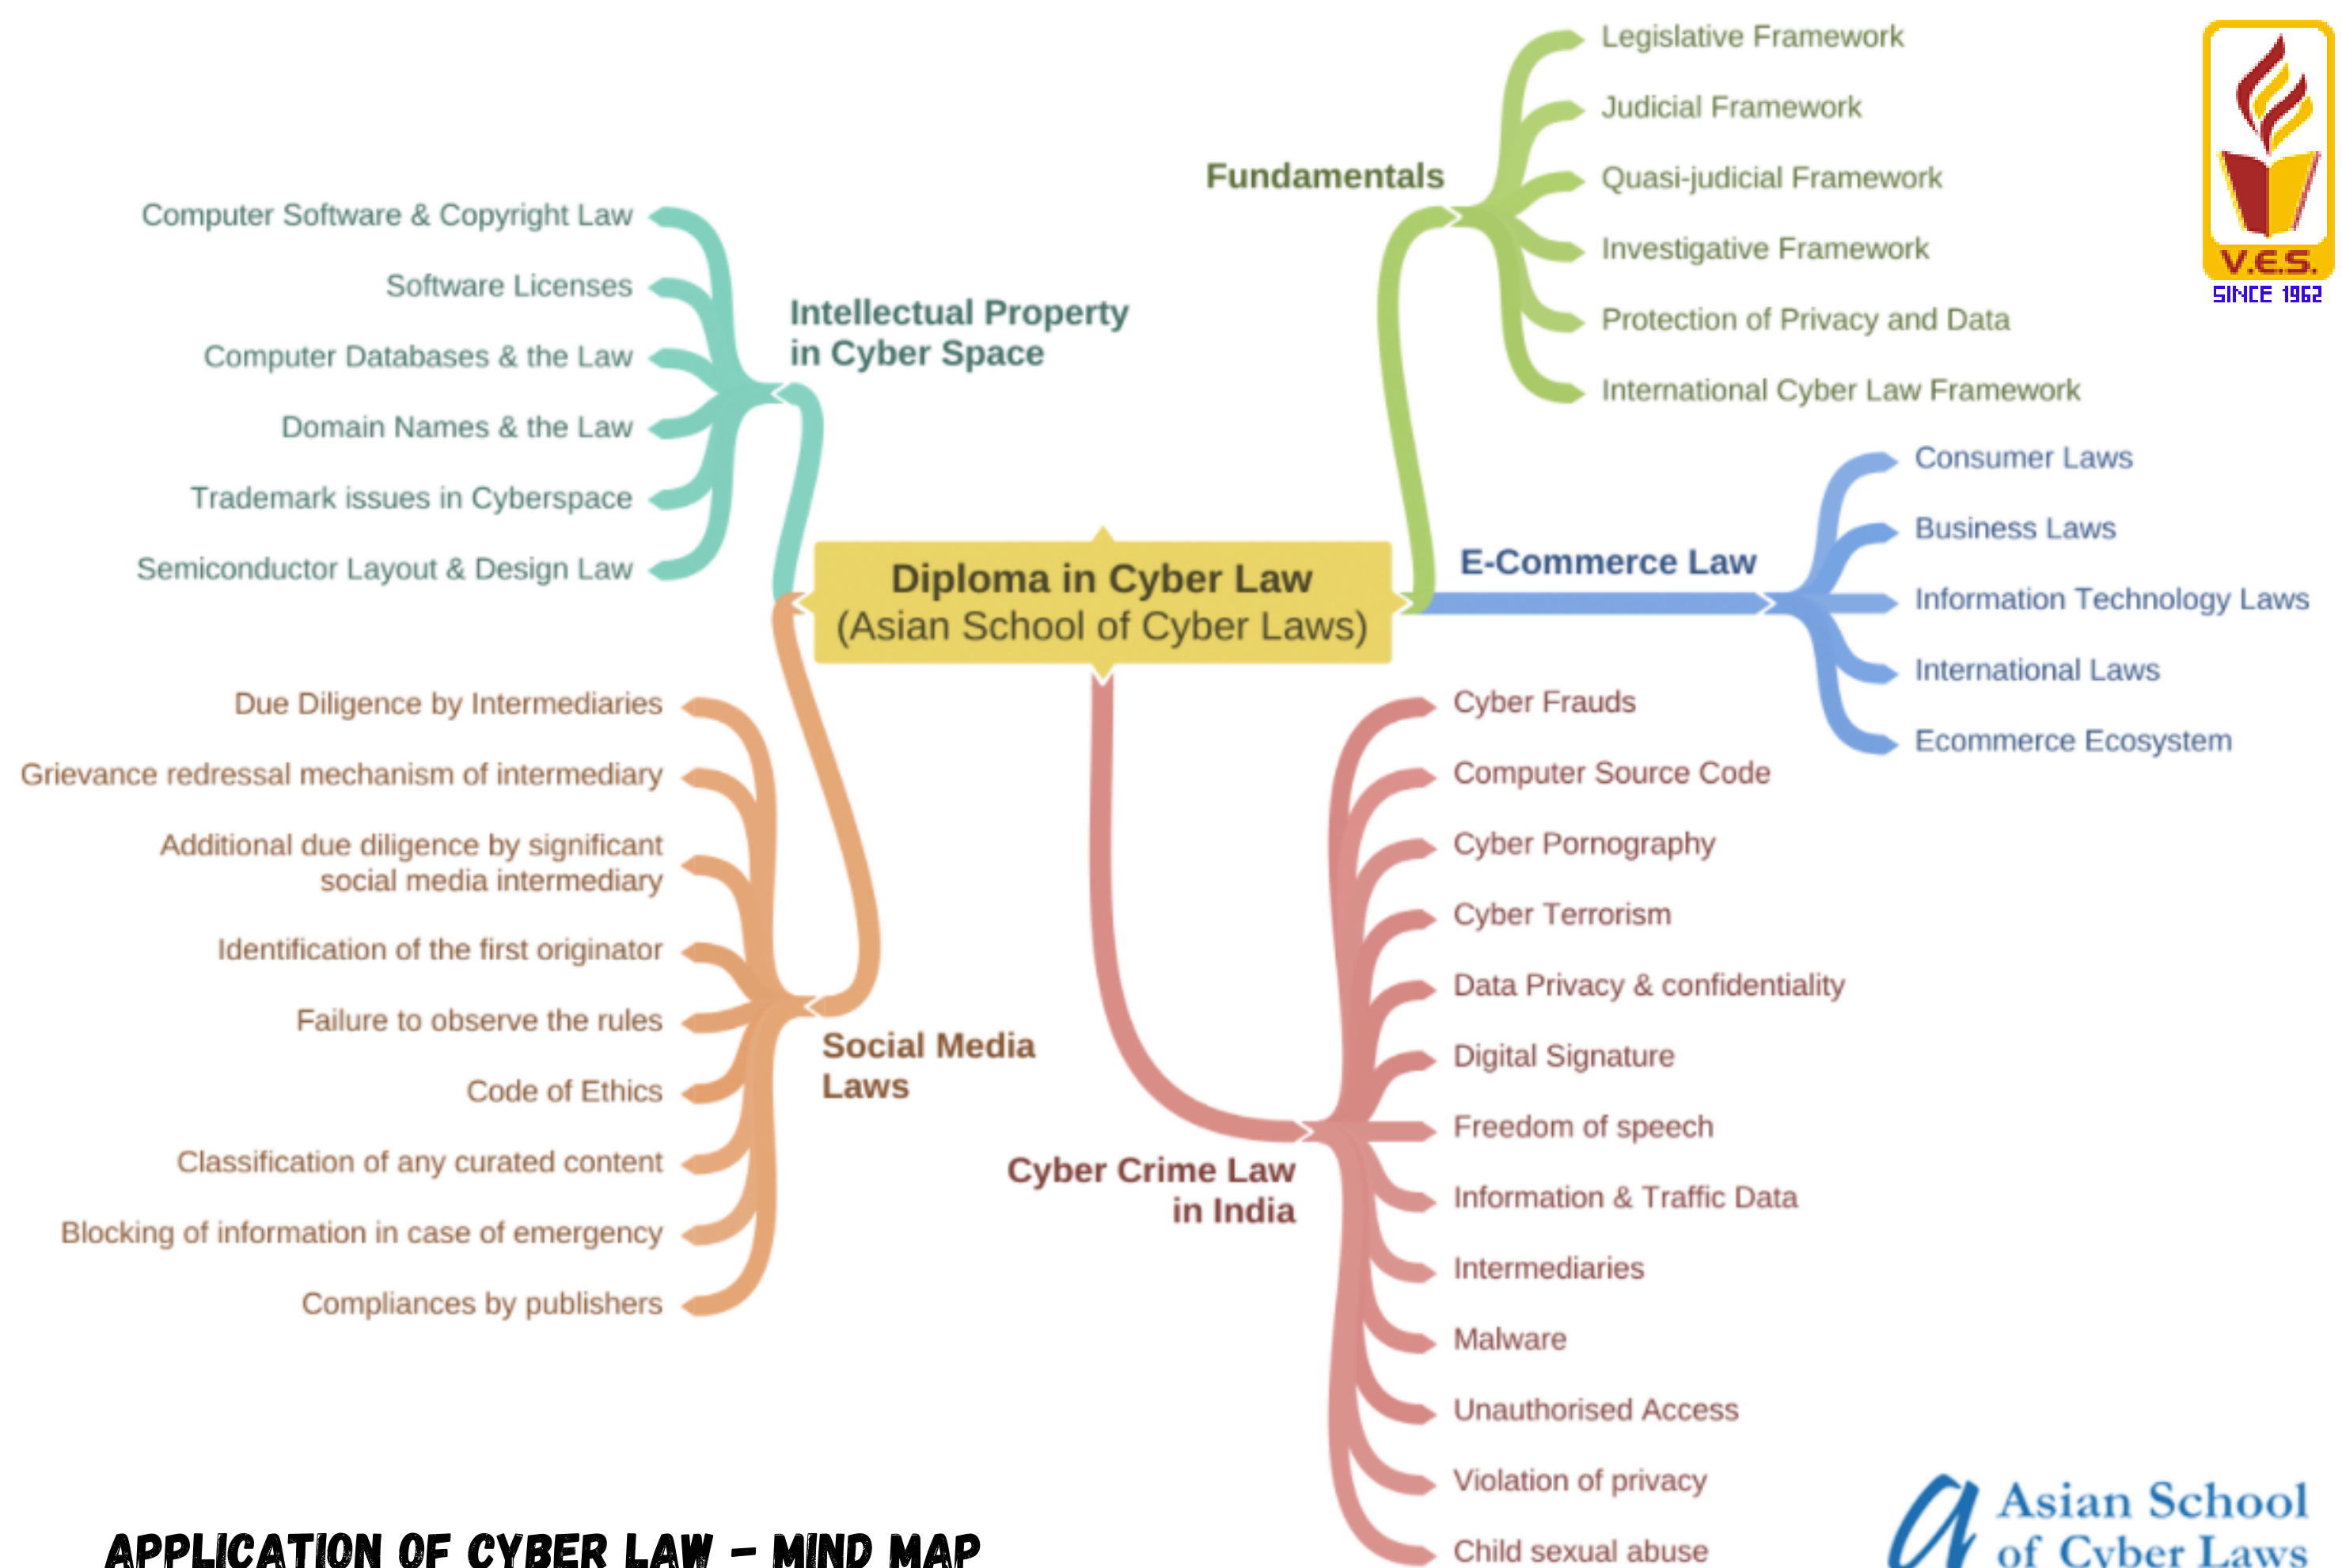 Legislative Framework
Judicial Framework
Fundamentals
Quasi-judicial Framework
Investigative Framework
Protection of Privacy and Data
International Cyber Law Framework
V.E.S.
SINCE 1962
Computer Software & Copyright Law
Software Licenses
Computer Databases & the Law
Domain Names & the Law
Trademark issues in Cyberspace
Semiconductor Layout & Design Law
Intellectual Property
in Cyber Space
Diploma in Cyber Law
(Asian School of Cyber Laws)
E-Commerce Law
Consumer Laws
Business Laws
Information Technology Laws
International Laws
Ecommerce Ecosystem
Due Diligence by Intermediaries
Grievance redressal mechanism of intermediary
Additional due diligence by significant
social media intermediary
Identification of the first originator
Failure to observe the rules
Code of Ethics
Classification of any curated content
Blocking of information in case of emergency
Compliances by publishers
Social Media
Laws
Cyber Crime Law
in India
Cyber Frauds
Computer Source Code
Cyber Pornography
Cyber Terrorism
Data Privacy & confidentiality
Digital Signature
Freedom of speech
Information & Traffic Data
Intermediaries
Malware
Unauthorised Access
Violation of privacy
Child sexual abuse
APPLICATION OF CYBER LAW - MIND MAP
Asian School
of Cyber Laws